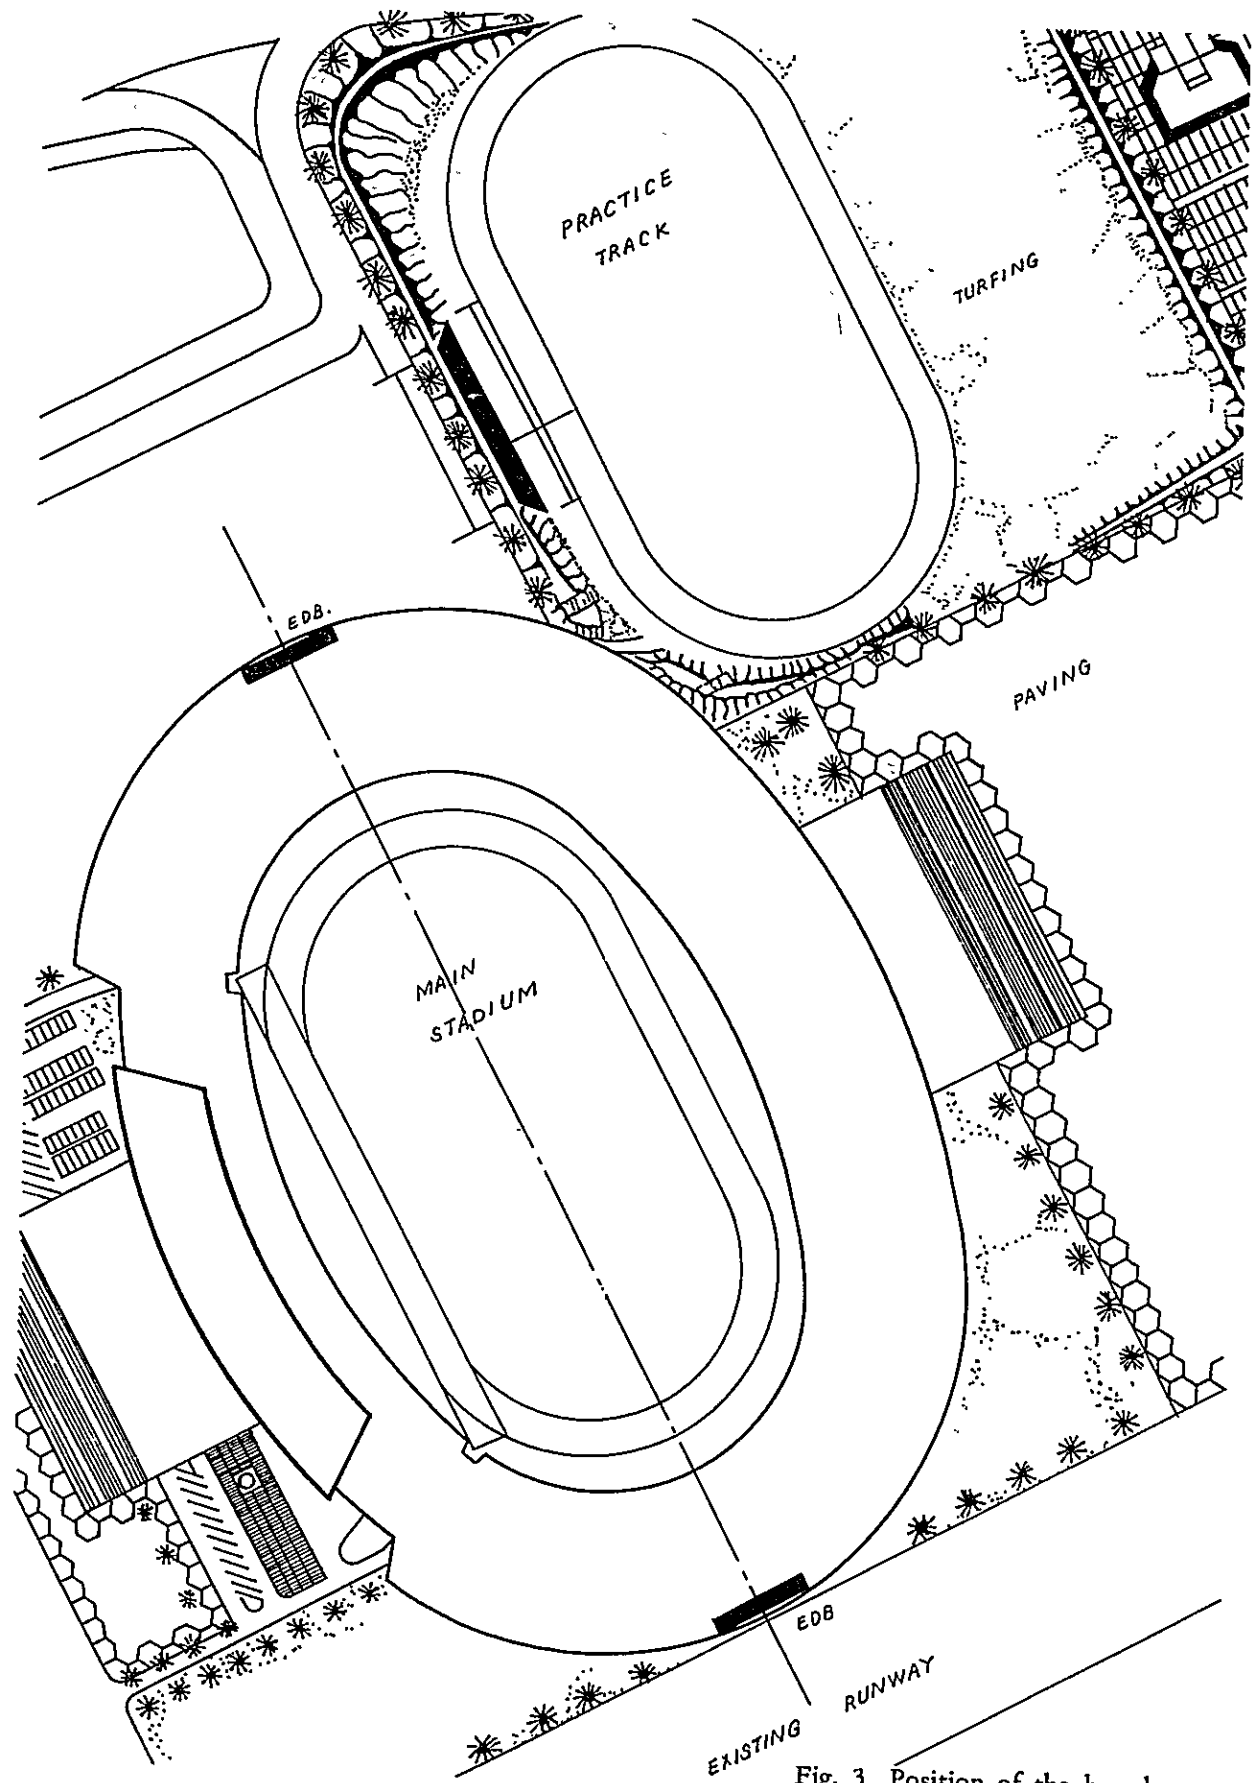 PRACTICE
TRACK
TURFING
EDB.
PAVING
MAIN
STADIUM
EDB
EXISTING RUNWAY
Fig. 3 Position of the